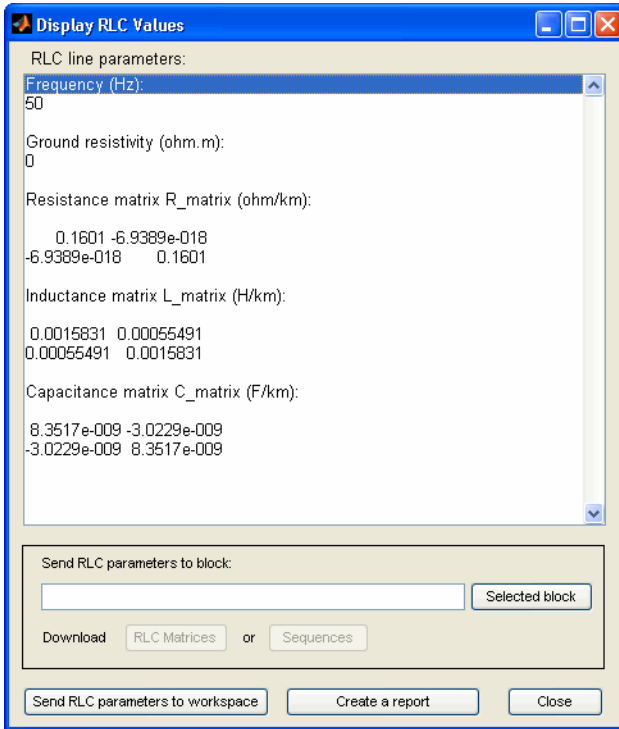 Display RLC Values
RLC line parameters:
Frequency (Hz):
50
Ground resistivity (ohm.m):
0
Resistance matrix R_matrix (ohm/km):
0.1601 -6.9389e-018
-6.9389e-018 0.1601
Inductance matrix L_matrix (H/km):
0.0015831 0.00055491
0.00055491 0.0015831
Capacitance matrix C_matrix (F/km):
8.3517e-009 -3.0229e-009
-3.0229e-009 8.3517e-009
Send RLC parameters to block:
Selected block
Download RLC Matrices or Sequences
Send RLC parameters to workspace Create a report Close